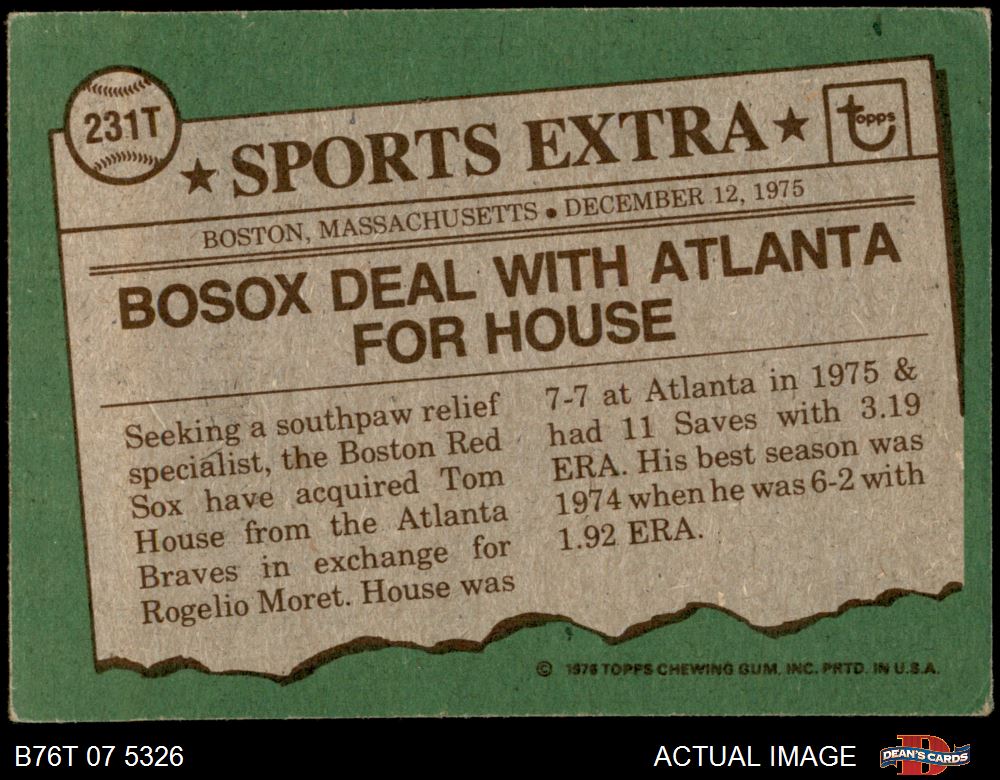 231T
★ SPORTS EXTRA ★
topps
BOSTON, MASSACHUSETTS • DECEMBER 12, 1975
BOSOX DEAL WITH ATLANTA
FOR HOUSE
Seeking a southpaw relief
specialist, the Boston Red
Sox have acquired Tom
House from the Atlanta
Braves in exchange for
Rogelio Moret. House was
7-7 at Atlanta in 1975 &
had 11 Saves with 3.19
ERA. His best season was
1974 when he was 6-2 with
1.92 ERA.
© 1976 TOPPS CHEWING GUM, INC. PRTD. IN U.S.A.
B76T 07 5326
ACTUAL IMAGE
DEAN'S CARDS